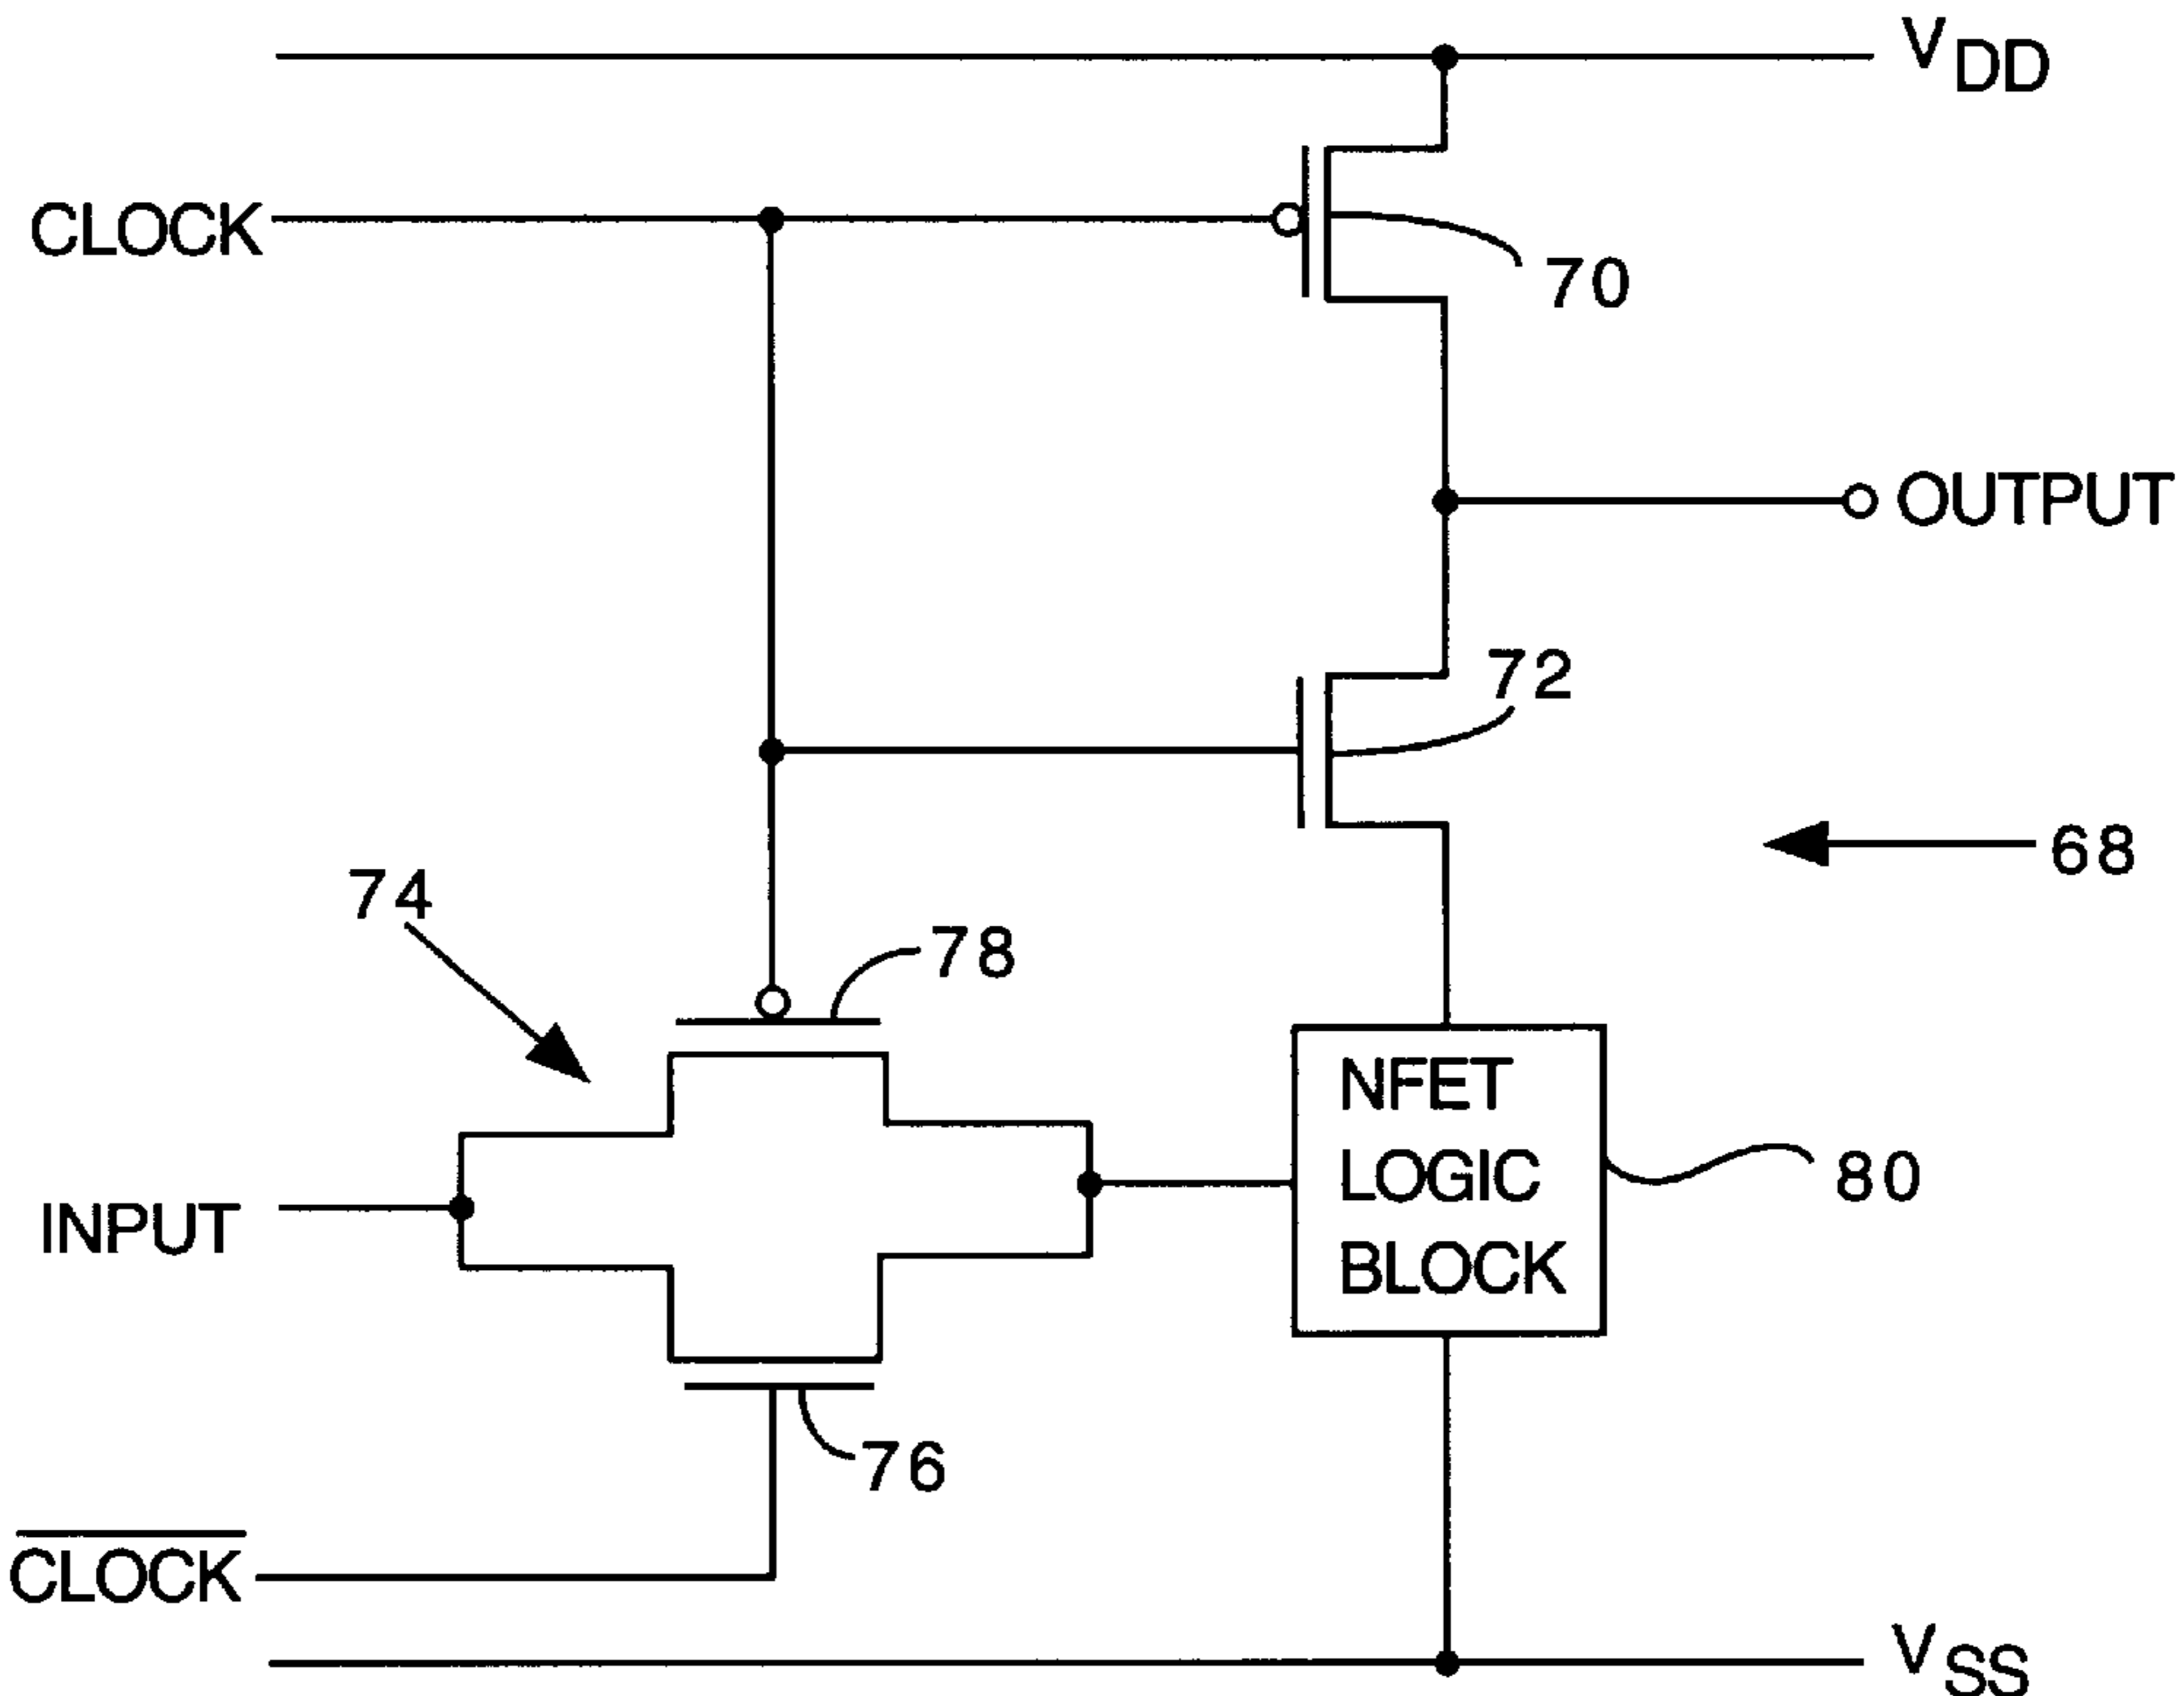 VDD
CLOCK
70
OUTPUT
72
68
74
78
NFET
LOGIC
BLOCK
80
INPUT
76
CLOCK
VSS